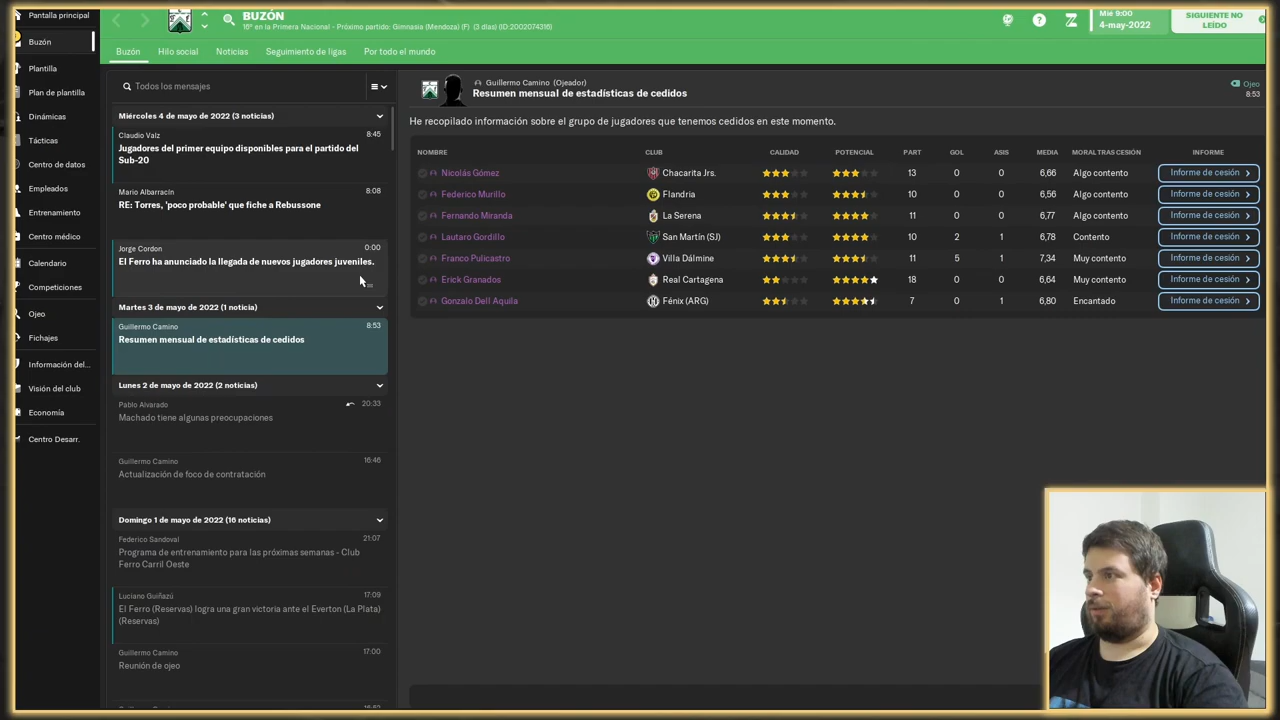 Pantalla principal
Buzón
Plantilla
Plan de plantilla
Dinámicas
Tácticas
Centro de datos
Empleados
Entrenamiento
Centro médico
Calendario
Competiciones
Ojeo
Fichajes
Información del...
Visión del club
Economía
Centro Desarr.
BUZÓN
16º en la Primera Nacional - Próximo partido: Gimnasia (Mendoza) (F) (3 días) (ID:2002074316)
Mié 9:00
4-may-2022
SIGUIENTE NO
LEÍDO
Buzón Hilo social Noticias Seguimiento de ligas Por todo el mundo
Todos los mensajes
Miércoles 4 de mayo de 2022 (3 noticias)
Claudio Valz 8:45
Jugadores del primer equipo disponibles para el partido del
Sub-20
Mario Albarracín 8:08
RE: Torres, 'poco probable' que fiche a Rebussone
Jorge Cordon 0:00
El Ferro ha anunciado la llegada de nuevos jugadores juveniles.
Martes 3 de mayo de 2022 (1 noticia)
Guillermo Camino 8:53
Resumen mensual de estadísticas de cedidos
Lunes 2 de mayo de 2022 (2 noticias)
Pablo Alvarado 20:33
Machado tiene algunas preocupaciones
Guillermo Camino 16:46
Actualización de foco de contratación
Domingo 1 de mayo de 2022 (16 noticias)
Federico Sandoval 21:07
Programa de entrenamiento para las próximas semanas - Club
Ferro Carril Oeste
Luciano Guiñazú 17:09
El Ferro (Reservas) logra una gran victoria ante el Everton (La Plata)
(Reservas)
Guillermo Camino 17:00
Reunión de ojeo
Guillermo Camino (Ojeador)
Resumen mensual de estadísticas de cedidos
Ojeo
8:53
He recopilado información sobre el grupo de jugadores que tenemos cedidos en este momento.
NOMBRE CLUB CALIDAD POTENCIAL PART GOL ASIS MEDIA MORAL TRAS CESIÓN INFORME
Nicolás Gómez Chacarita Jrs. 13 0 0 6,66 Algo contento Informe de cesión
Federico Murillo Flandria 10 0 0 6,56 Algo contento Informe de cesión
Fernando Miranda La Serena 11 0 0 6,77 Algo contento Informe de cesión
Lautaro Gordillo San Martín (SJ) 10 2 1 6,78 Contento Informe de cesión
Franco Pulicastro Villa Dálmine 11 5 1 7,34 Muy contento Informe de cesión
Erick Granados Real Cartagena 18 0 0 6,64 Muy contento Informe de cesión
Gonzalo Dell Aquila Fénix (ARG) 7 0 1 6,80 Encantado Informe de cesión